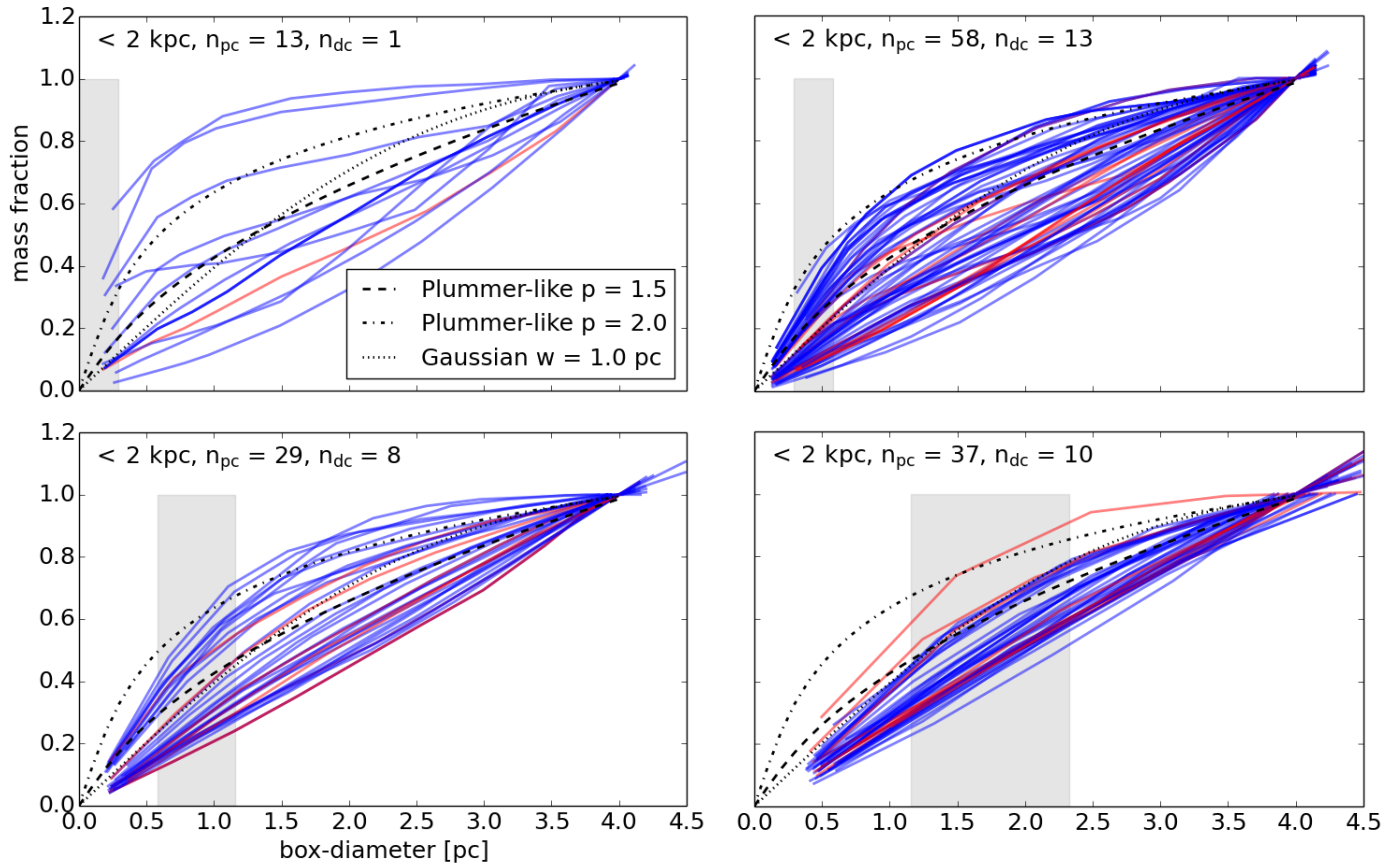 < 2 kpc, n_pc = 13, n_dc = 1
< 2 kpc, n_pc = 58, n_dc = 13
mass fraction
1.2
1.0
0.8
0.6
0.4
0.2
0.0
Plummer-like p = 1.5
Plummer-like p = 2.0
Gaussian w = 1.0 pc
< 2 kpc, n_pc = 29, n_dc = 8
< 2 kpc, n_pc = 37, n_dc = 10
1.2
1.0
0.8
0.6
0.4
0.2
0.0
0.0 0.5 1.0 1.5 2.0 2.5 3.0 3.5 4.0 4.5
0.0 0.5 1.0 1.5 2.0 2.5 3.0 3.5 4.0 4.5
box-diameter [pc]